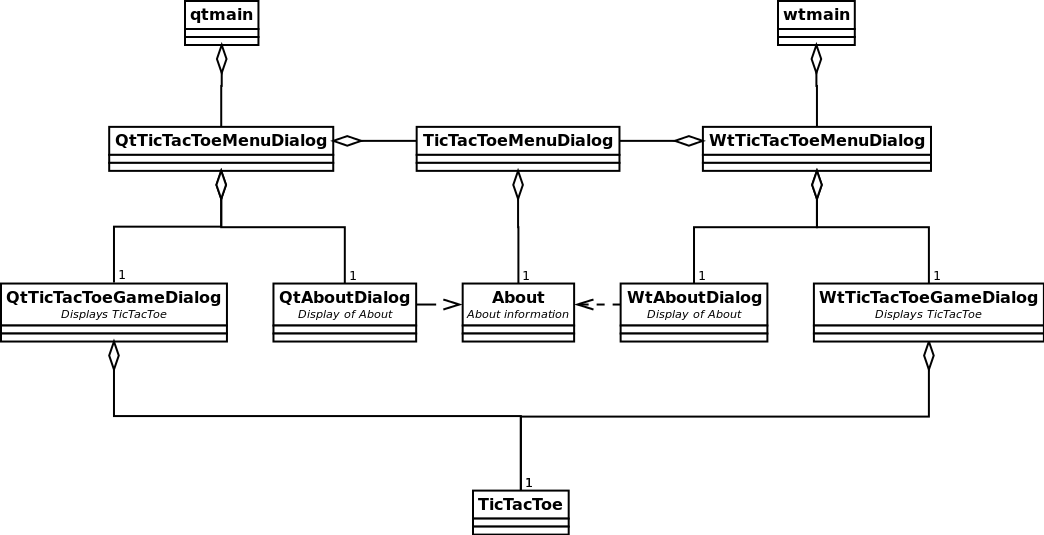 qtmain
wtmain
QtTicTacToeMenuDialog
TicTacToeMenuDialog
WtTicTacToeMenuDialog
1
1
1
1
1
QtTicTacToeGameDialog
Displays TicTacToe
QtAboutDialog
Display of About
About
About information
WtAboutDialog
Display of About
WtTicTacToeGameDialog
Displays TicTacToe
1
TicTacToe